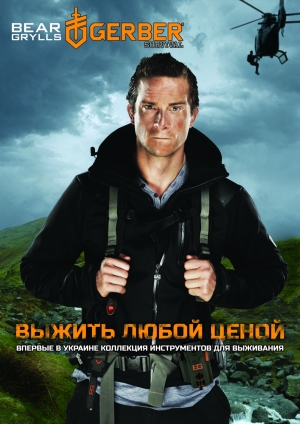 BEAR
GRYLLS
GERBER
SURVIVAL
ВЫЖИТЬ ЛЮБОЙ ЦЕНОЙ
ВПЕРВЫЕ В УКРАИНЕ КОЛЛЕКЦИЯ ИНСТРУМЕНТОВ ДЛЯ ВЫЖИВАНИЯ